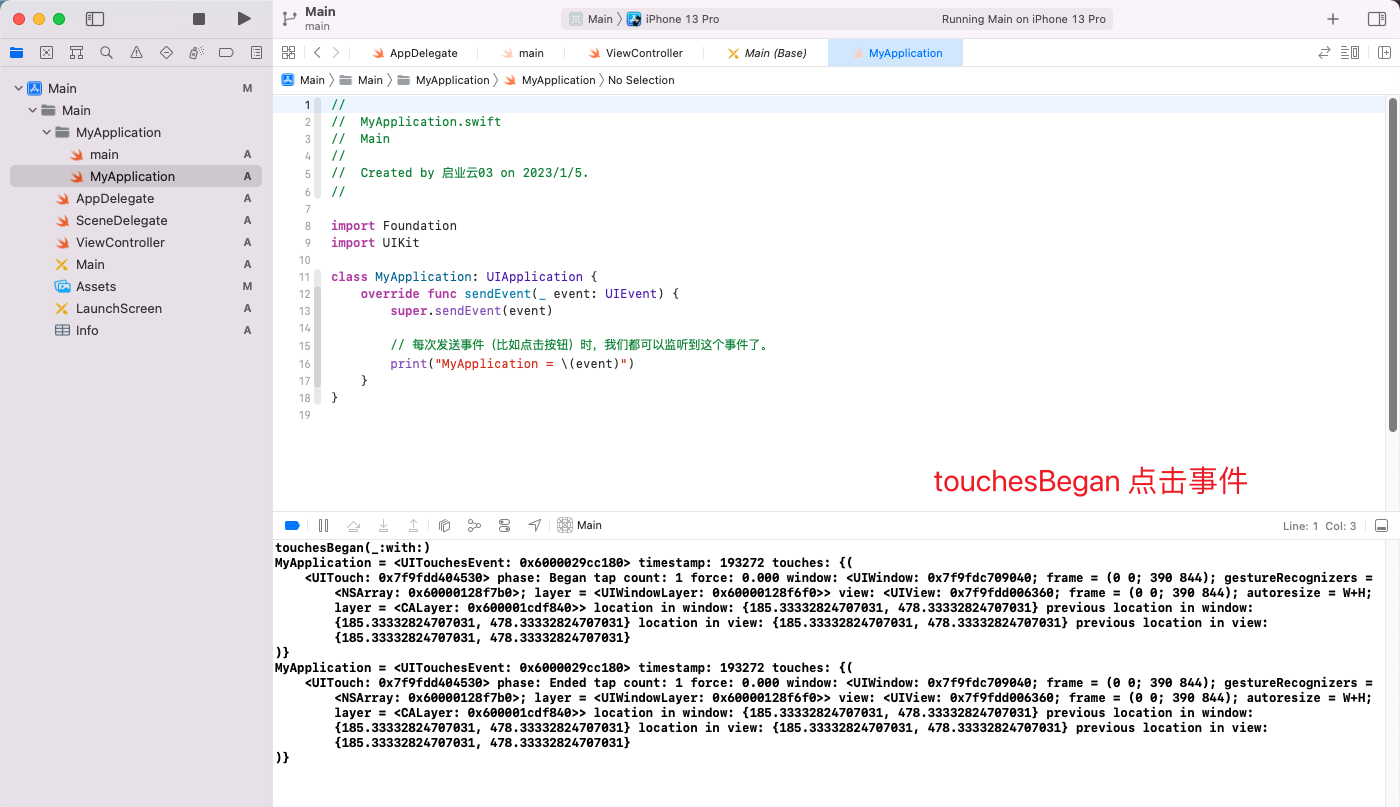 Main
main
Main
iPhone 13 Pro
Running Main on iPhone 13 Pro
AppDelegate
main
ViewController
Main (Base)
MyApplication
Main
Main
MyApplication
MyApplication
No Selection
Main M
Main
MyApplication
main A
MyApplication A
AppDelegate A
SceneDelegate A
ViewController A
Main A
Assets M
LaunchScreen A
Info A
1 //
2 //  MyApplication.swift
3 //  Main
4 //
5 //  Created by 启业云03 on 2023/1/5.
6 //
7
8 import Foundation
9 import UIKit
10
11 class MyApplication: UIApplication {
12     override func sendEvent(_ event: UIEvent) {
13         super.sendEvent(event)
14
15         // 每次发送事件（比如点击按钮）时，我们都可以监听到这个事件了。
16         print("MyApplication = \(event)")
17     }
18 }
19
touchesBegan 点击事件
Main
Line: 1 Col: 3
touchesBegan(_:with:)
MyApplication = <UITouchesEvent: 0x6000029cc180> timestamp: 193272 touches: {(
<UITouch: 0x7f9fdd404530> phase: Began tap count: 1 force: 0.000 window: <UIWindow: 0x7f9fdc709040; frame = (0 0; 390 844); gestureRecognizers =
<NSArray: 0x60000128f7b0>; layer = <UIWindowLayer: 0x60000128f6f0>> view: <UIView: 0x7f9fdd006360; frame = (0 0; 390 844); autoresize = W+H;
layer = <CALayer: 0x600001cdf840>> location in window: {185.33332824707031, 478.33332824707031} previous location in window:
{185.33332824707031, 478.33332824707031} location in view: {185.33332824707031, 478.33332824707031} previous location in view:
{185.33332824707031, 478.33332824707031}
)}
MyApplication = <UITouchesEvent: 0x6000029cc180> timestamp: 193272 touches: {(
<UITouch: 0x7f9fdd404530> phase: Ended tap count: 1 force: 0.000 window: <UIWindow: 0x7f9fdc709040; frame = (0 0; 390 844); gestureRecognizers =
<NSArray: 0x60000128f7b0>; layer = <UIWindowLayer: 0x60000128f6f0>> view: <UIView: 0x7f9fdd006360; frame = (0 0; 390 844); autoresize = W+H;
layer = <CALayer: 0x600001cdf840>> location in window: {185.33332824707031, 478.33332824707031} previous location in window:
{185.33332824707031, 478.33332824707031} location in view: {185.33332824707031, 478.33332824707031} previous location in view:
{185.33332824707031, 478.33332824707031}
)}